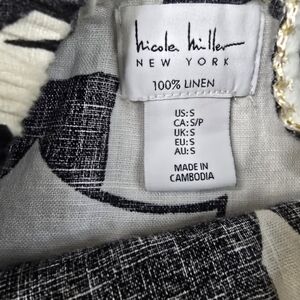 nicole miller
NEW YORK
100% LINEN
US:S
CA:S/P
UK:S
EU:S
AU:S
MADE IN
CAMBODIA